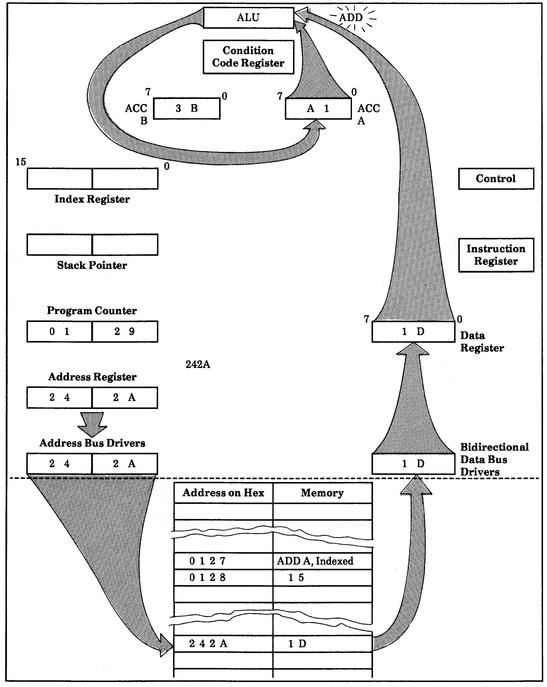 ALU
ADD
Condition
Code Register
7
0
7
0
ACC
B
3 B
A 1
ACC
A
15
0
Index Register
Control
Stack Pointer
Instruction
Register
Program Counter
0 1 2 9
7
0
1 D
Data
Register
242A
Address Register
2 4 2 A
Address Bus Drivers
2 4 2 A
1 D
Bidirectional
Data Bus
Drivers
Address on Hex Memory
0 1 2 7 ADD A, Indexed
0 1 2 8 1 5
2 4 2 A 1 D